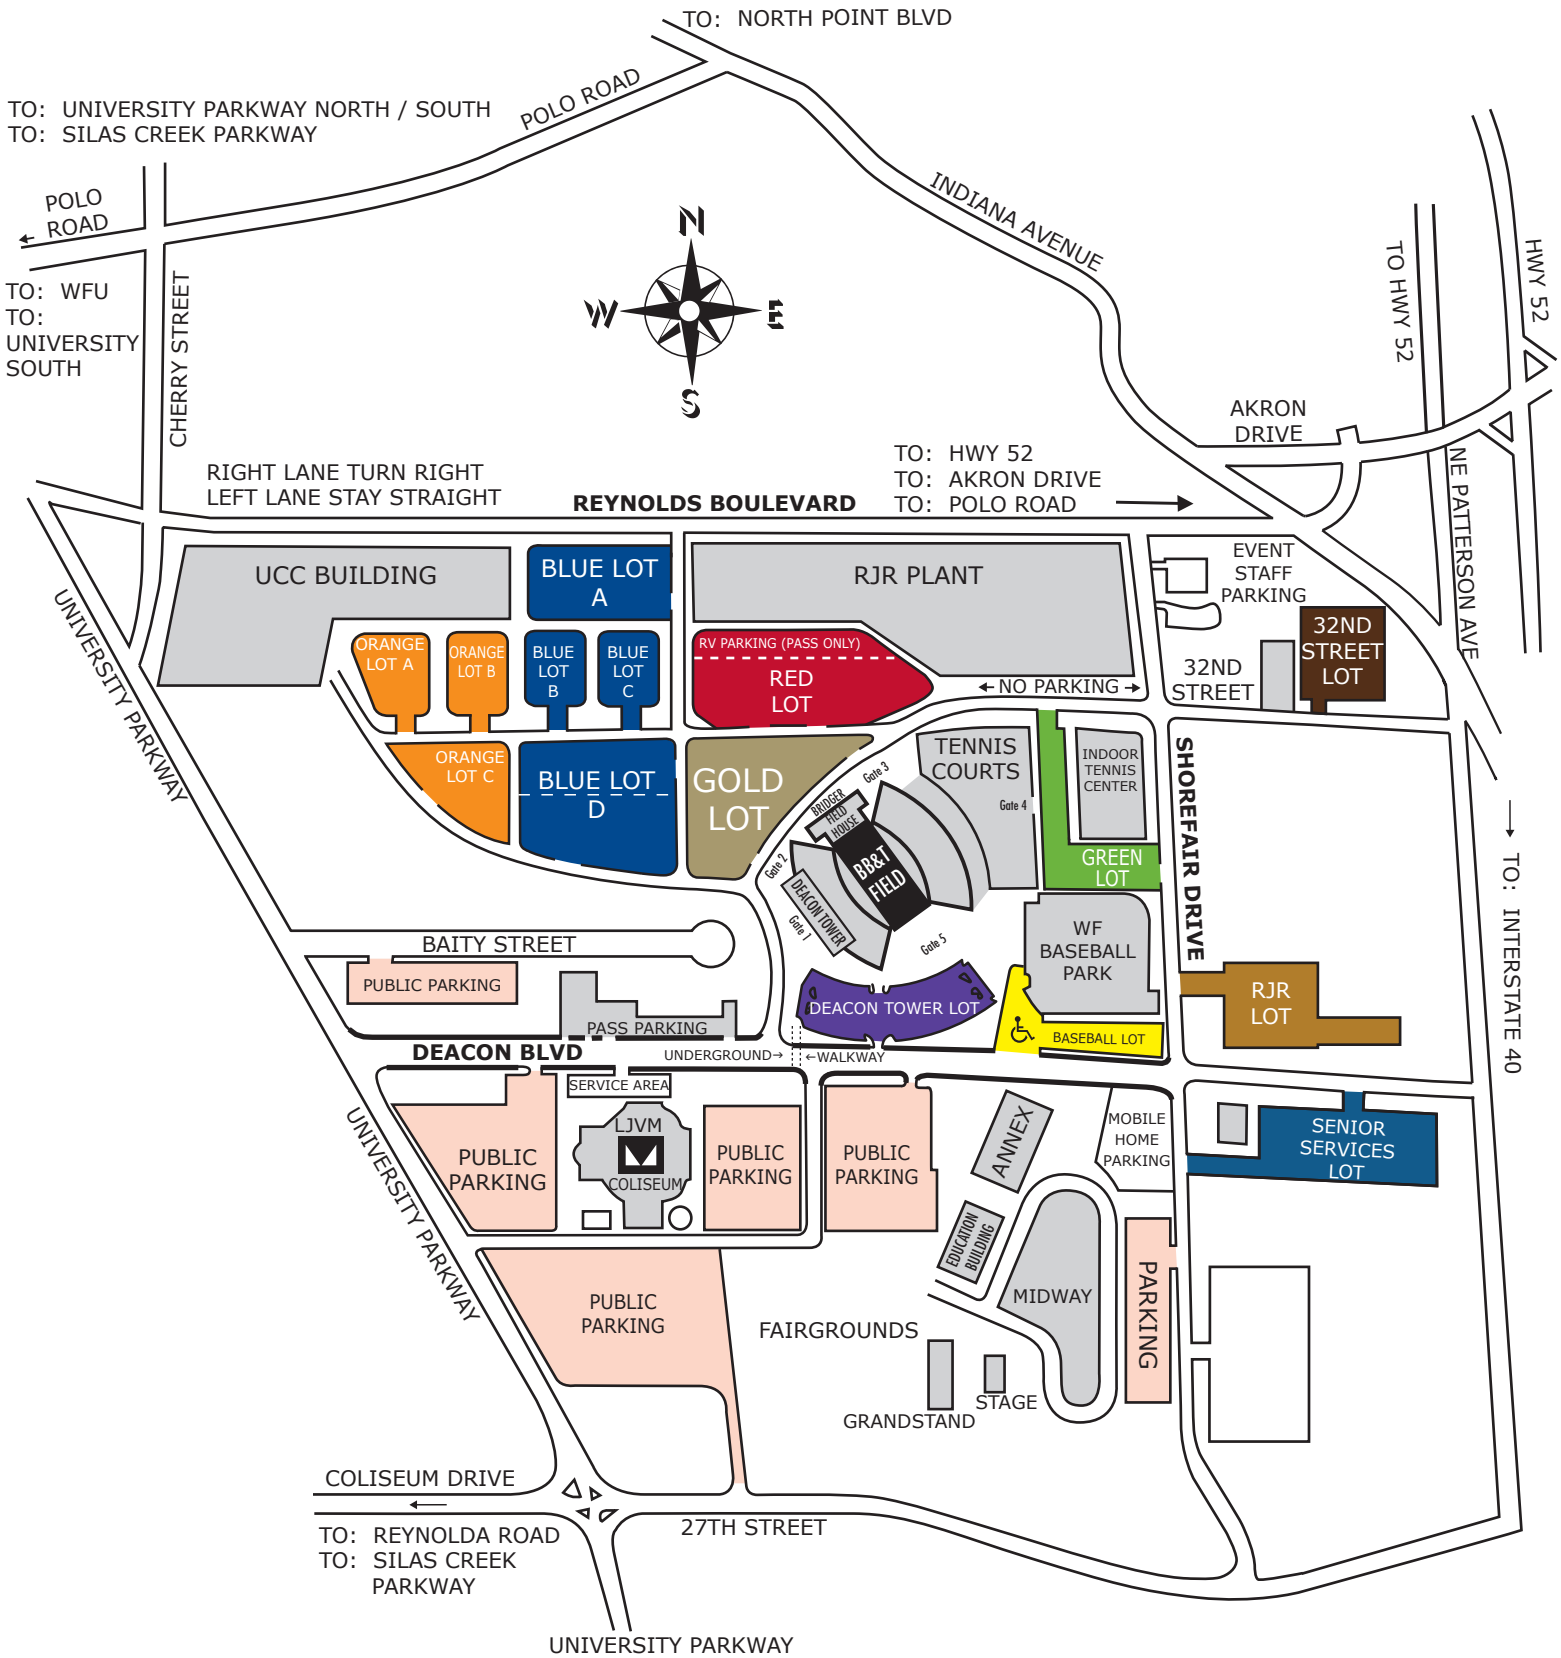 TO: NORTH POINT BLVD
POLO ROAD
TO: UNIVERSITY PARKWAY NORTH / SOUTH
TO: SILAS CREEK PARKWAY
POLO
ROAD
←
TO: WFU
TO:
UNIVERSITY
SOUTH
CHERRY STREET
N
W
E
S
INDIANA AVENUE
TO HWY 52
HWY 52
AKRON
DRIVE
RIGHT LANE TURN RIGHT
LEFT LANE STAY STRAIGHT
REYNOLDS BOULEVARD
TO: HWY 52
TO: AKRON DRIVE
TO: POLO ROAD →
NE PATTERSON AVE
UCC BUILDING
BLUE LOT
A
RJR PLANT
EVENT
STAFF
PARKING
UNIVERSITY PARKWAY
ORANGE
LOT A
ORANGE
LOT B
BLUE
LOT
B
BLUE
LOT
C
RV PARKING (PASS ONLY)
RED
LOT
← NO PARKING →
32ND
STREET
32ND
STREET
LOT
ORANGE
LOT C
BLUE LOT
D
GOLD
LOT
TENNIS
COURTS
INDOOR
TENNIS
CENTER
SHOREFAIR DRIVE
Gate 3
Gate 4
BRIDGER
FIELD
HOUSE
BB&T
FIELD
GREEN
LOT
Gate 2
DEACON TOWER
Gate 1
Gate 5
WF
BASEBALL
PARK
→ TO: INTERSTATE 40
BAITY STREET
PUBLIC PARKING
PASS PARKING
DEACON TOWER LOT
BASEBALL LOT
RJR
LOT
DEACON BLVD
UNDERGROUND→
←WALKWAY
SERVICE AREA
UNIVERSITY PARKWAY
PUBLIC
PARKING
LJVM
COLISEUM
PUBLIC
PARKING
PUBLIC
PARKING
ANNEX
MOBILE
HOME
PARKING
SENIOR
SERVICES
LOT
EDUCATION
BUILDING
MIDWAY
PARKING
PUBLIC
PARKING
FAIRGROUNDS
STAGE
GRANDSTAND
COLISEUM DRIVE
←
27TH STREET
TO: REYNOLDA ROAD
TO: SILAS CREEK
PARKWAY
UNIVERSITY PARKWAY